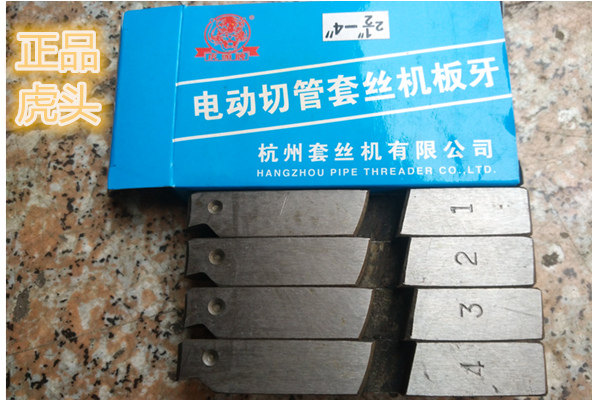 正品
虎头
2½"-4"
电动切管套丝机板牙
杭州套丝机有限公司
HANGZHOU PIPE THREADER CO.,LTD.
1
2
3
4